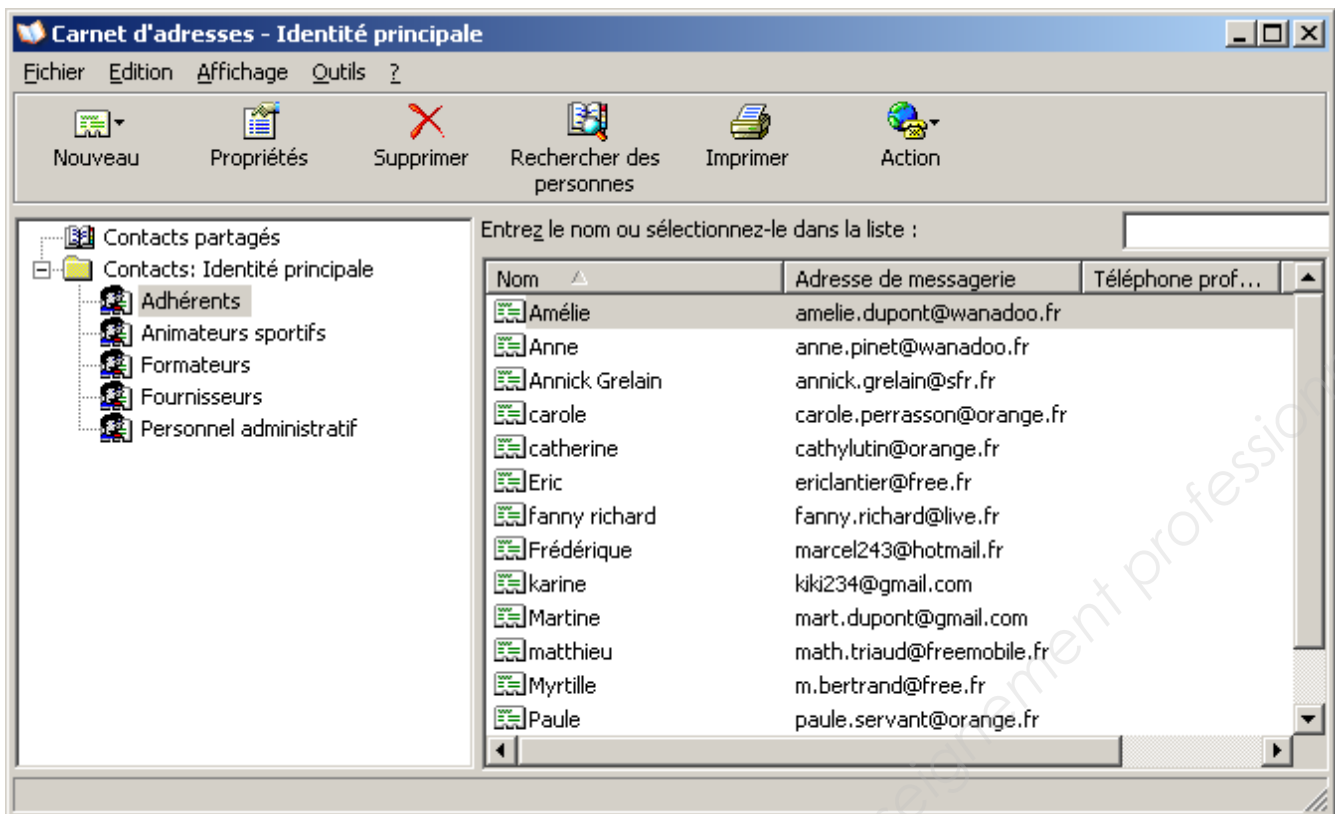 Carnet d'adresses - Identité principale
Fichier Edition Affichage Outils ?
Nouveau Propriétés Supprimer Rechercher des personnes Imprimer Action
Contacts partagés
Contacts: Identité principale
Adhérents
Animateurs sportifs
Formateurs
Fournisseurs
Personnel administratif
Entrez le nom ou sélectionnez-le dans la liste :
Nom Adresse de messagerie Téléphone prof...
Amélie amelie.dupont@wanadoo.fr
Anne anne.pinet@wanadoo.fr
Annick Grelain annick.grelain@sfr.fr
carole carole.perrasson@orange.fr
catherine cathylutin@orange.fr
Eric ericlantier@free.fr
fanny richard fanny.richard@live.fr
Frédérique marcel243@hotmail.fr
karine kiki234@gmail.com
Martine mart.dupont@gmail.com
matthieu math.triaud@freemobile.fr
Myrtille m.bertrand@free.fr
Paule paule.servant@orange.fr
seignement profession